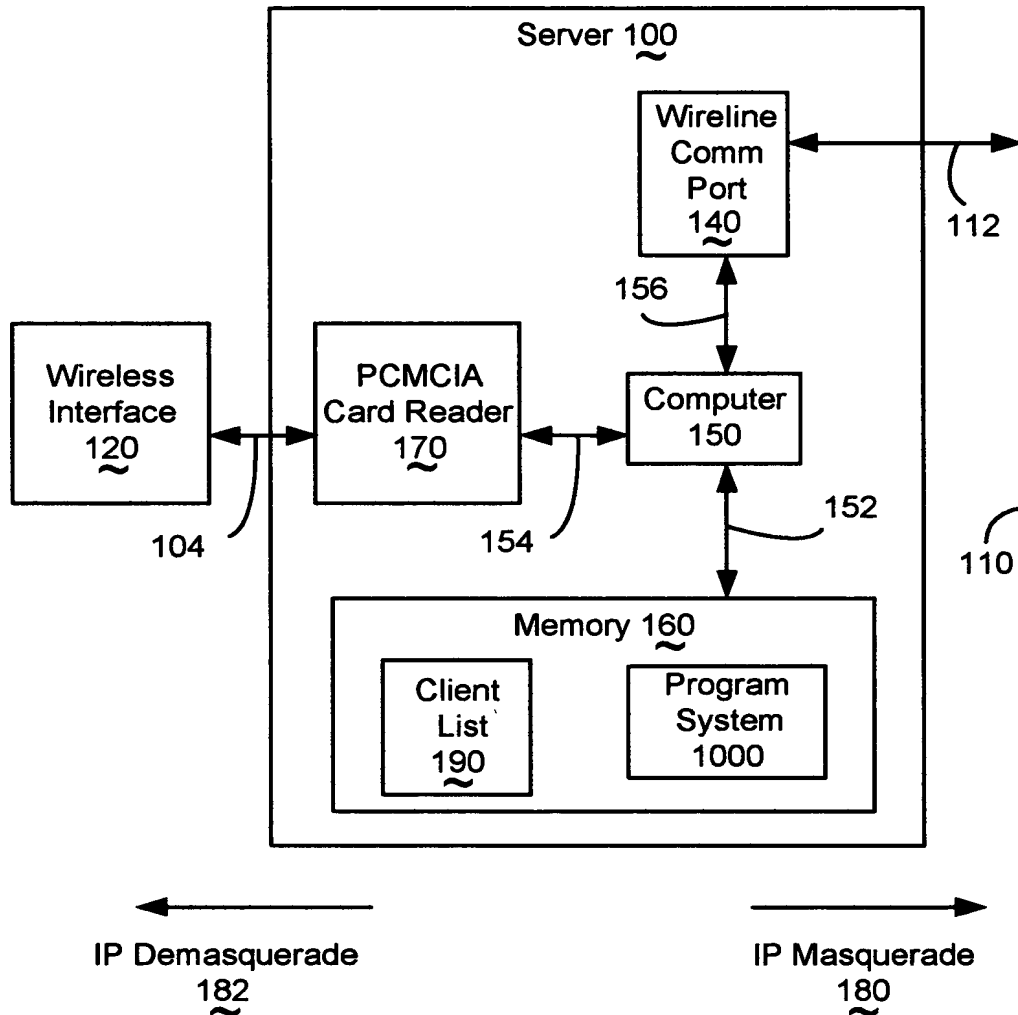 Server 100
Wireline
Comm
Port
140
112
156
Wireless
Interface
120
PCMCIA
Card Reader
170
Computer
150
104
154
152
110
Memory 160
Client
List
190
Program
System
1000
IP Demasquerade
182
IP Masquerade
180